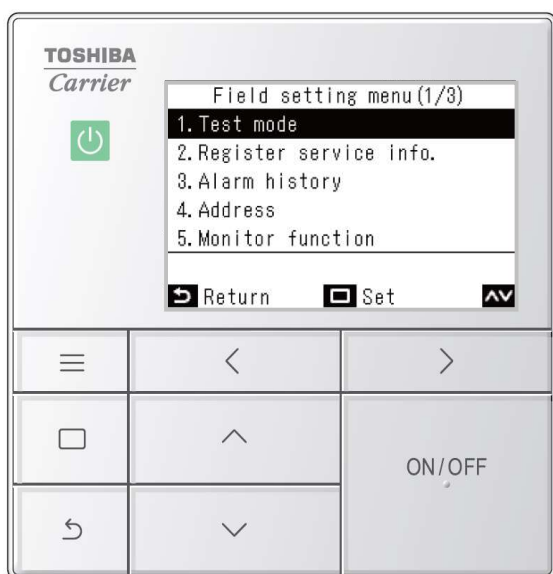 TOSHIBA
Carrier
Field setting menu(1/3)
1.Test mode
2.Register service info.
3.Alarm history
4.Address
5.Monitor function
Return Set
ON/OFF